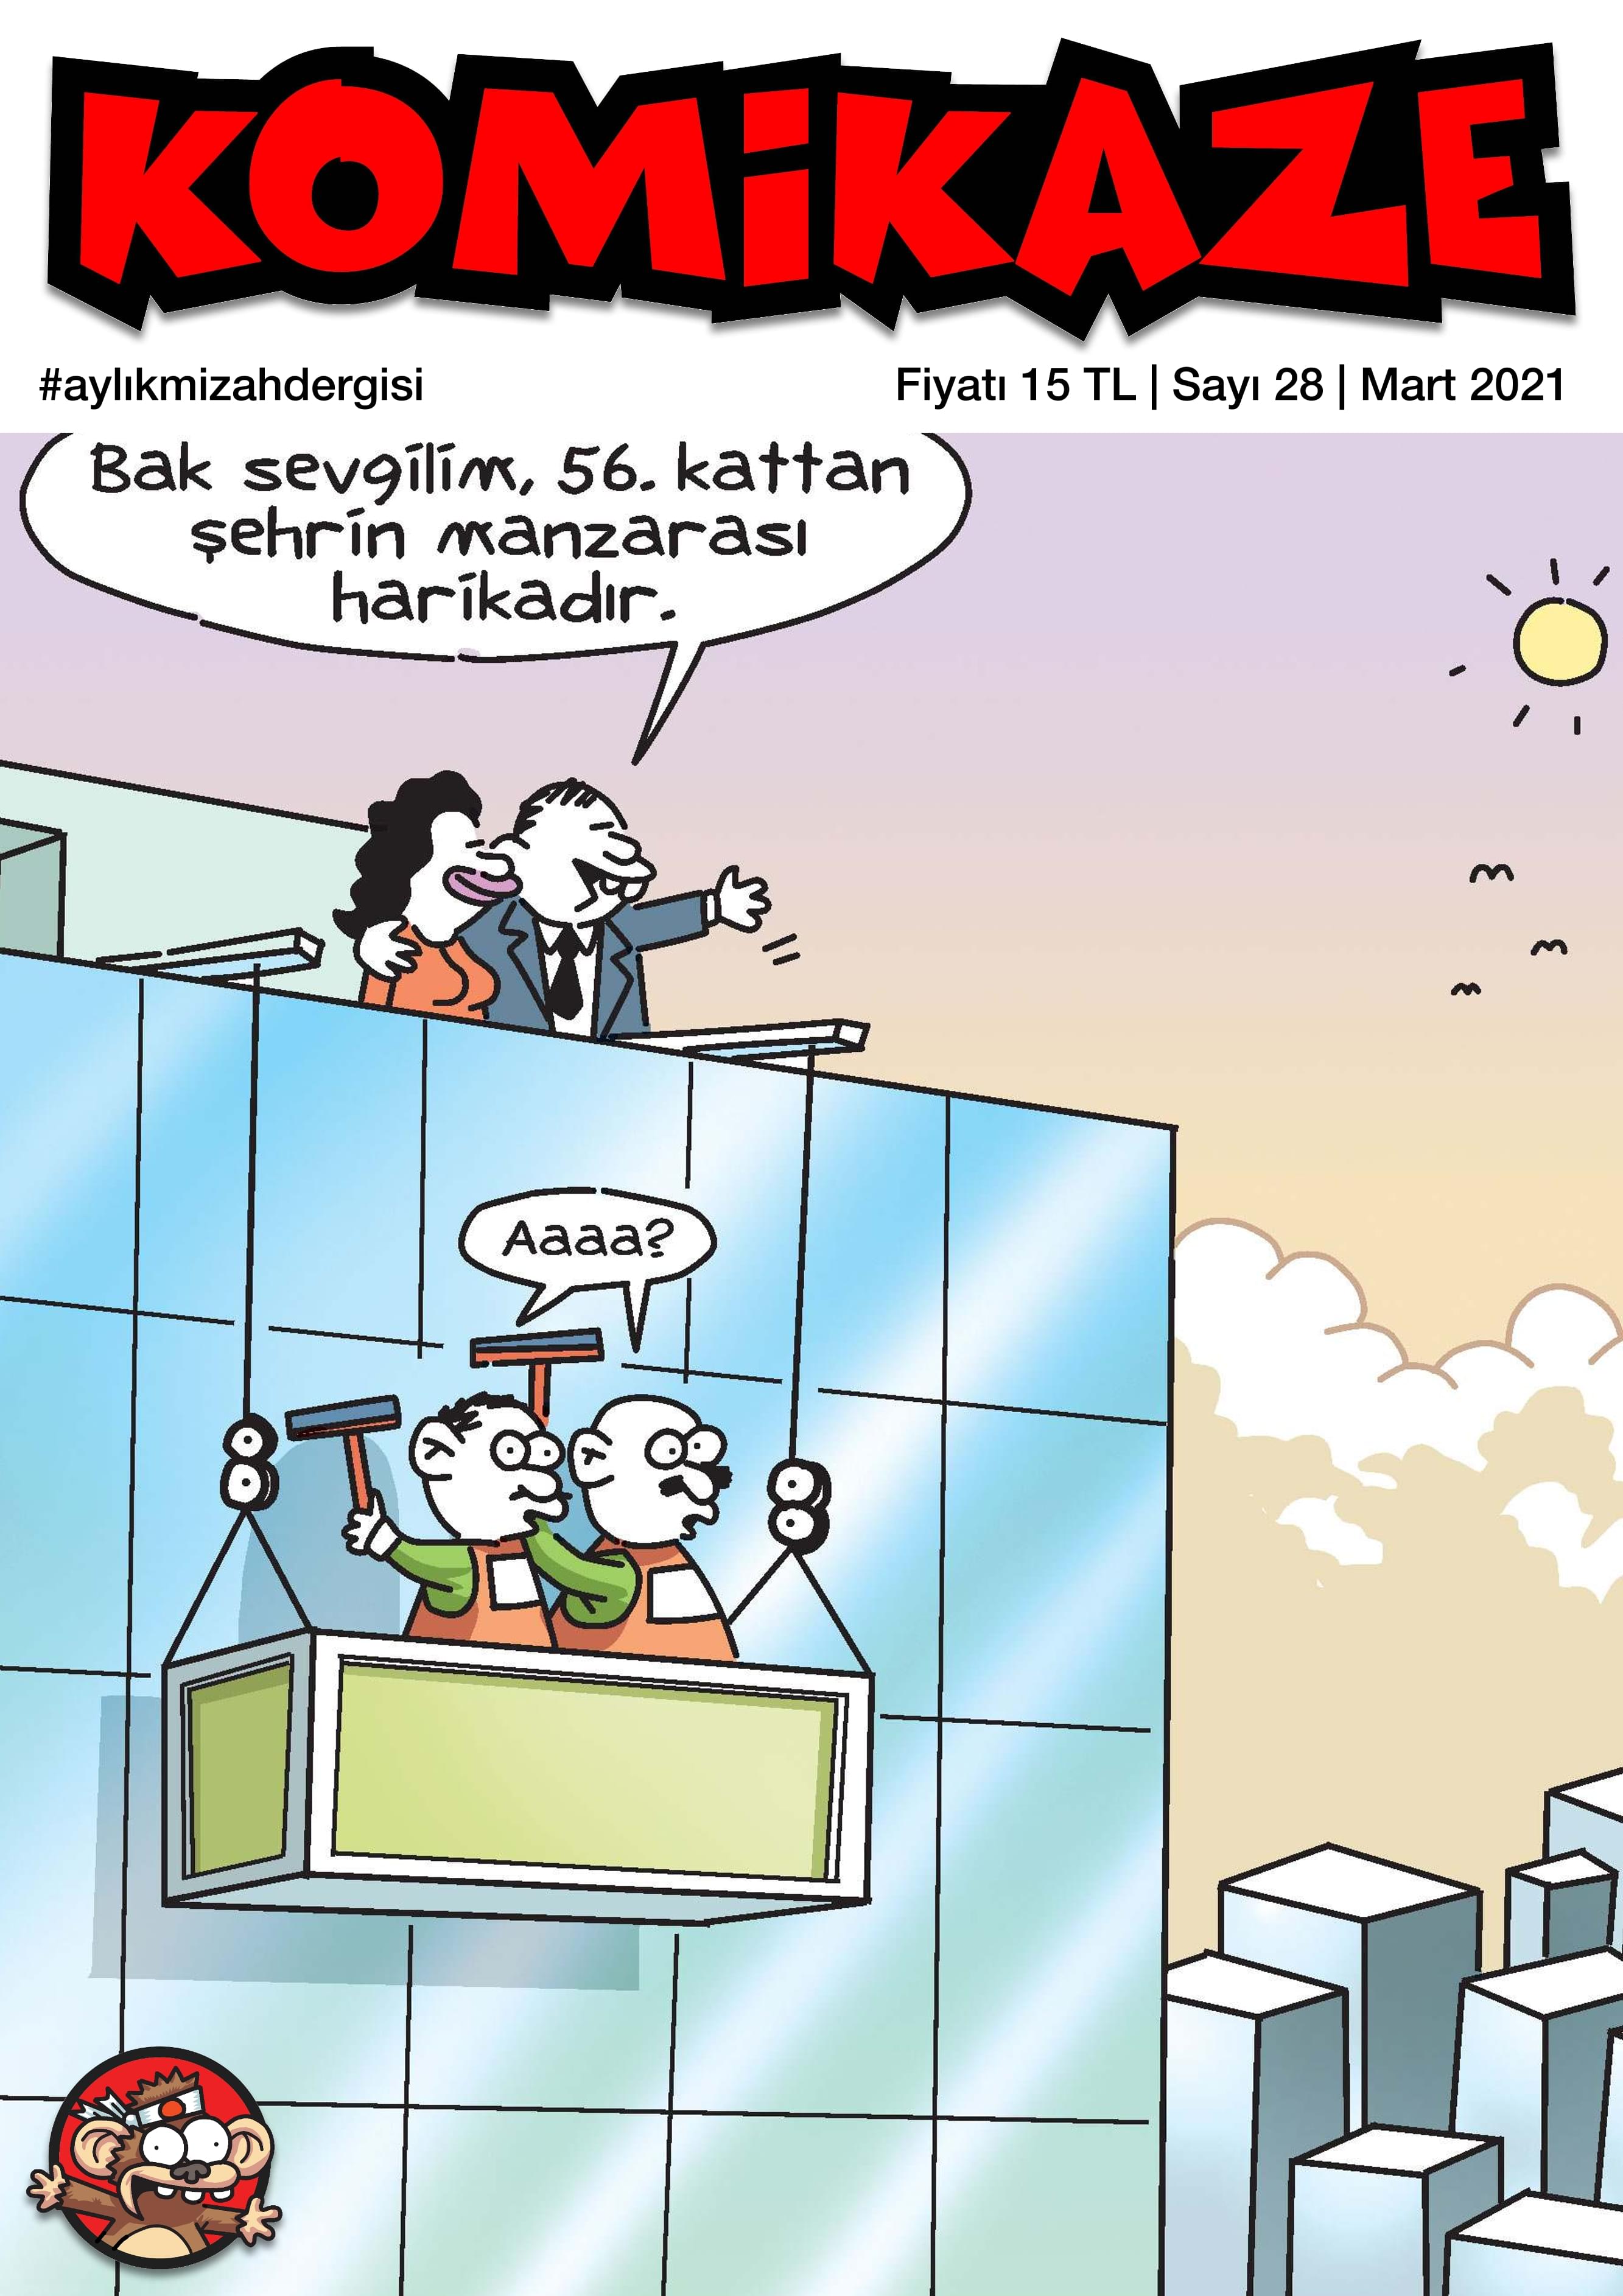 KOMİKAZE
#aylıkmizahdergisi
Fiyatı 15 TL | Sayı 28 | Mart 2021
Bak sevgilim, 56. kattan
şehrin manzarası
harikadır.
Aaaa?